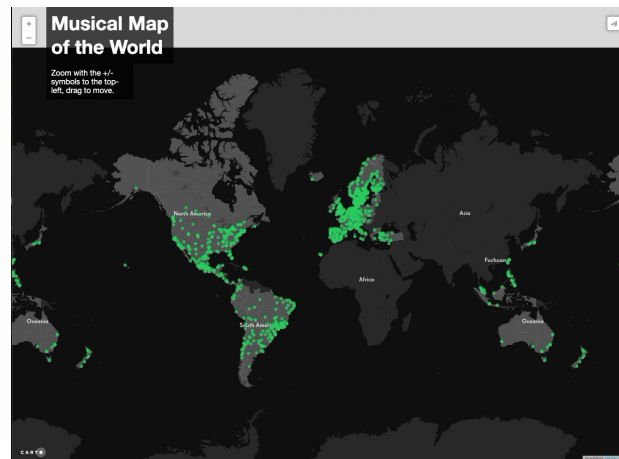 +
Musical Map
of the World
−
Zoom with the +/-
symbols to the top-
left, drag to move.
North America
Asia
Fuchuan
Africa
Oceania
South America
Oceania
CARTO